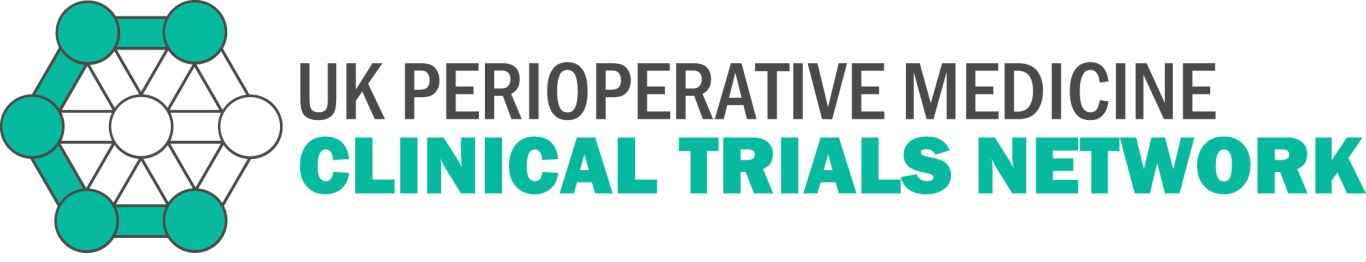 UK PERIOPERATIVE MEDICINE
CLINICAL TRIALS NETWORK